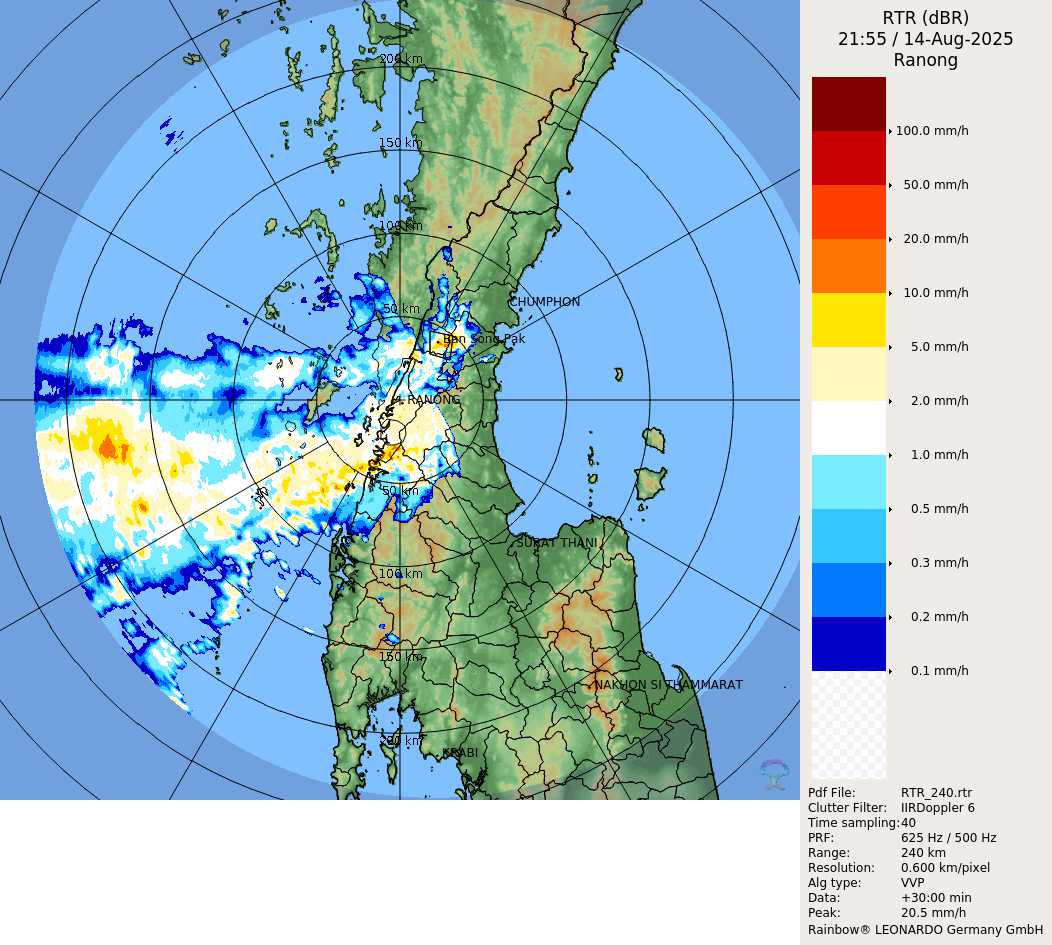 RTR (dBR)
21:55 / 14-Aug-2025
Ranong
100.0 mm/h
50.0 mm/h
20.0 mm/h
10.0 mm/h
5.0 mm/h
2.0 mm/h
1.0 mm/h
0.5 mm/h
0.3 mm/h
0.2 mm/h
0.1 mm/h
200 km
150 km
100 km
CHUMPHON
50 km
Ban Song Pak
RANONG
50 km
SURAT THANI
100 km
150 km
NAKHON SI THAMMARAT
200 km
KRABI
Pdf File: RTR_240.rtr
Clutter Filter: IIRDoppler 6
Time sampling:40
PRF: 625 Hz / 500 Hz
Range: 240 km
Resolution: 0.600 km/pixel
Alg type: VVP
Data: +30:00 min
Peak: 20.5 mm/h
Rainbow® LEONARDO Germany GmbH